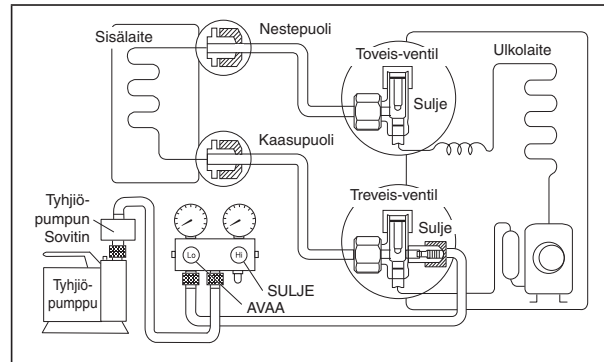 Sisälaite
Nestepuoli
Toveis-ventil
Ulkolaite
Sulje
Kaasupuoli
Treveis-ventil
Sulje
Tyhjiö-
pumpun
Sovitin
Lo
Hi
Tyhjiö-
pumppu
SULJE
AVAA